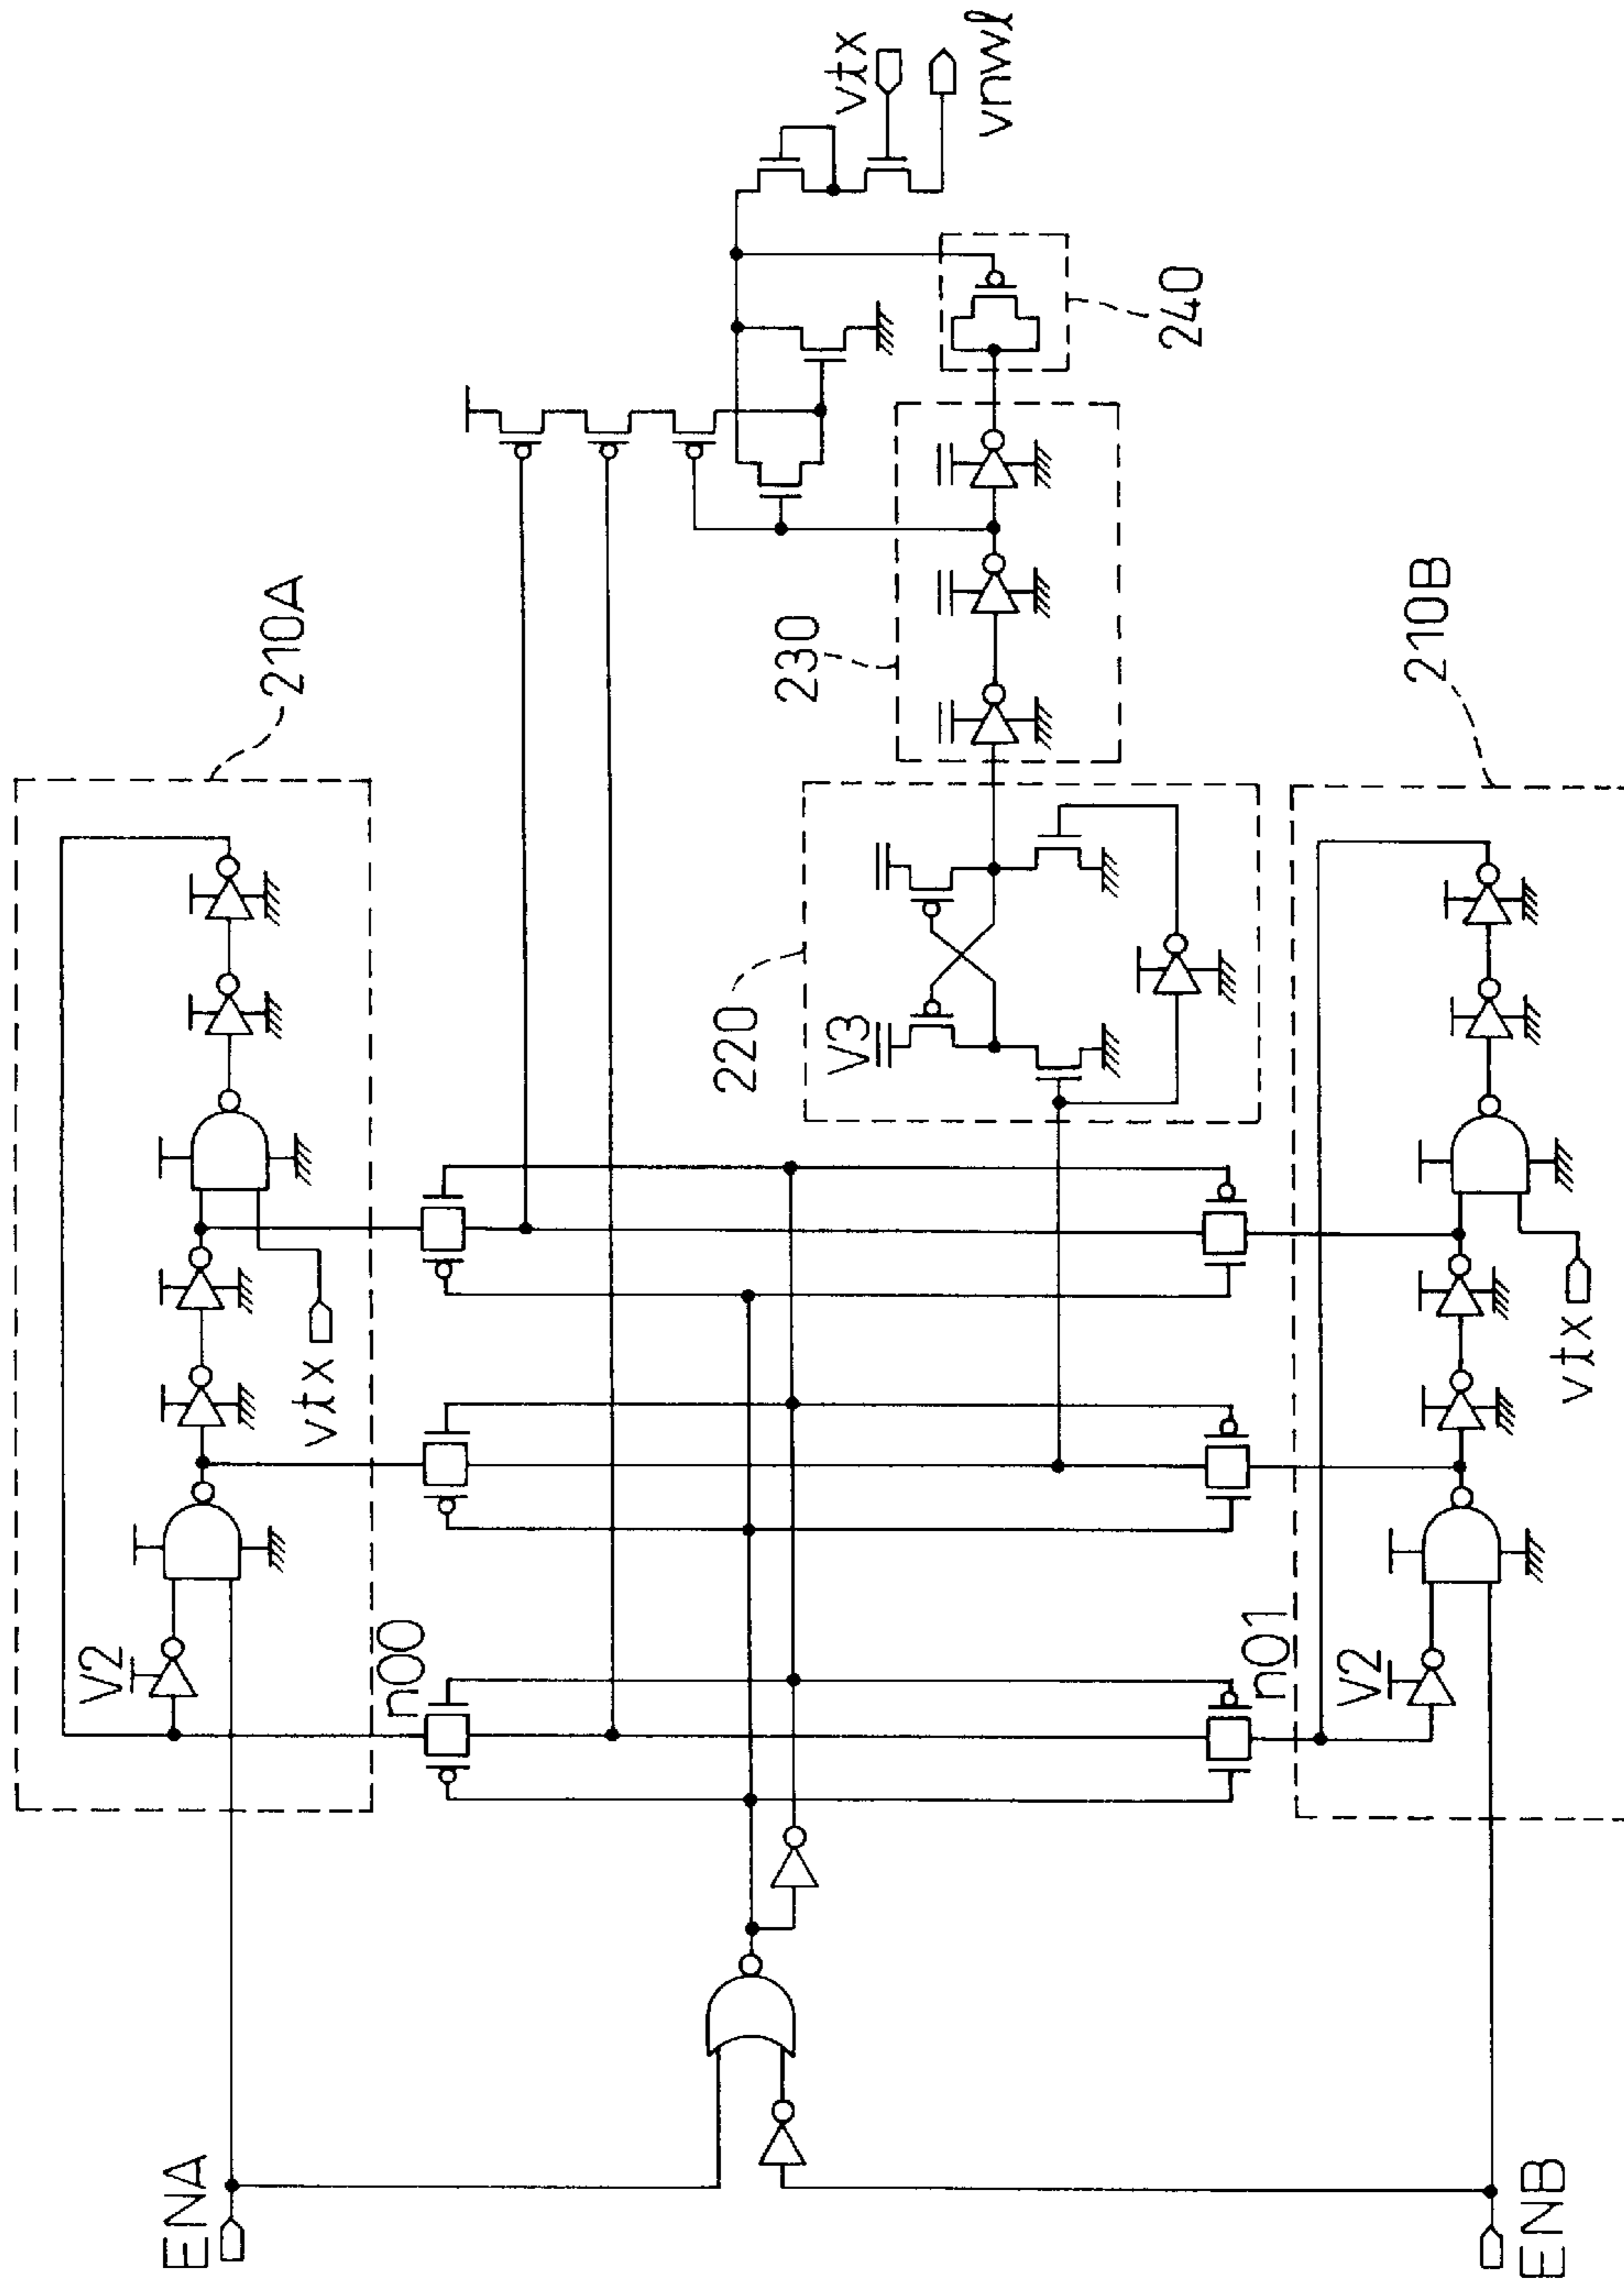 ENA
V2
n00
vtx
210A
220
V3
230
240
vtx
vnwl
ENB
V2
n01
vtx
210B